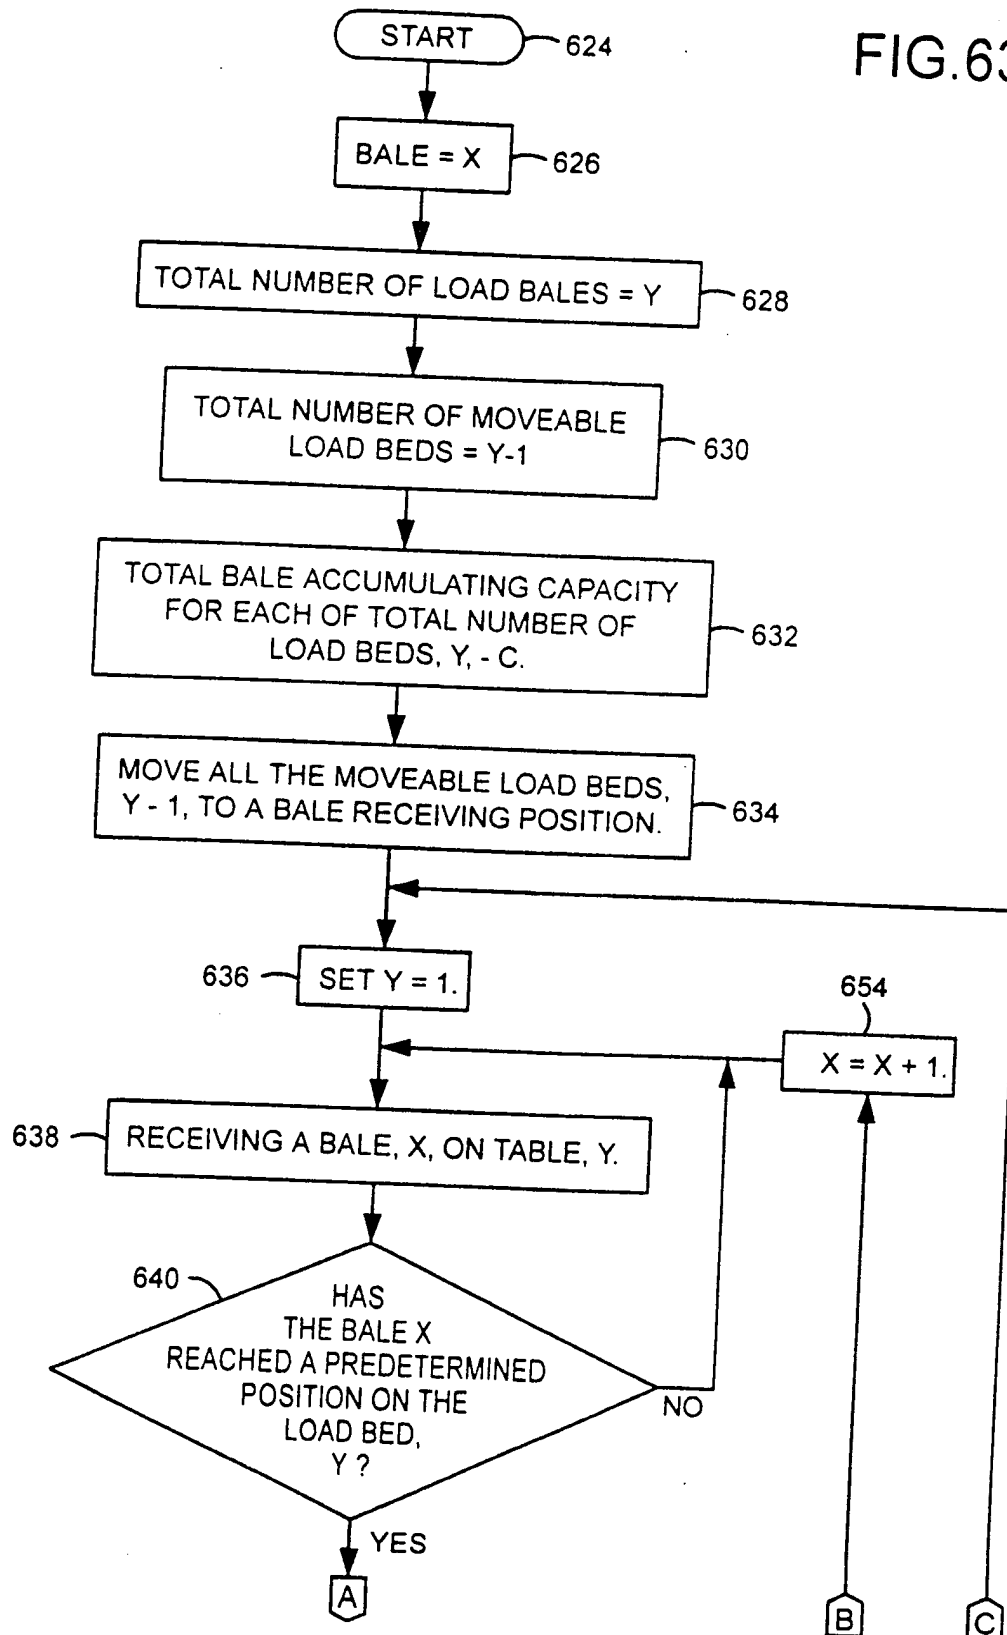 START
624
FIG.63
BALE = X
626
TOTAL NUMBER OF LOAD BALES = Y
628
TOTAL NUMBER OF MOVEABLE
LOAD BEDS = Y-1
630
TOTAL BALE ACCUMULATING CAPACITY
FOR EACH OF TOTAL NUMBER OF
LOAD BEDS, Y, - C.
632
MOVE ALL THE MOVEABLE LOAD BEDS,
Y - 1, TO A BALE RECEIVING POSITION.
634
636
SET Y = 1.
654
X = X + 1.
638
RECEIVING A BALE, X, ON TABLE, Y.
640
HAS
THE BALE X
REACHED A PREDETERMINED
POSITION ON THE
LOAD BED,
Y ?
NO
YES
A
B
C